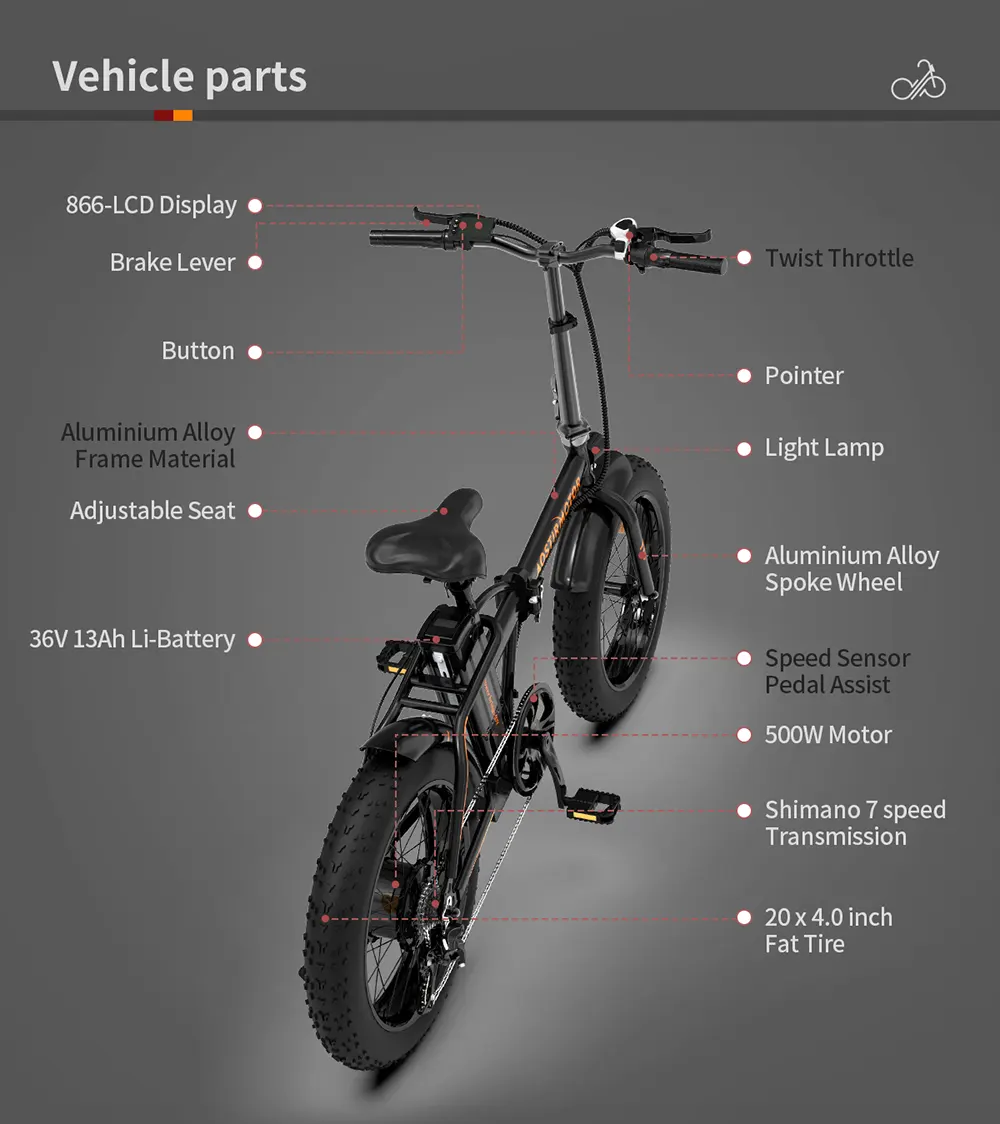 Vehicle parts
866-LCD Display
Brake Lever
Button
Aluminium Alloy
Frame Material
Adjustable Seat
36V 13Ah Li-Battery
Twist Throttle
Pointer
Light Lamp
Aluminium Alloy
Spoke Wheel
Speed Sensor
Pedal Assist
500W Motor
Shimano 7 speed
Transmission
20 x 4.0 inch
Fat Tire
AOSTIRMOTOR